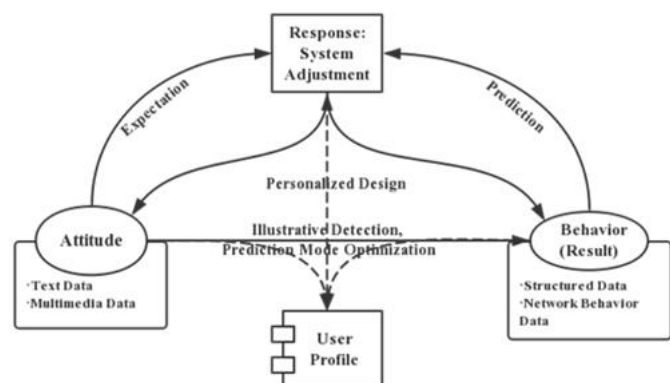 Response:
System
Adjustment
Expectation
Prediction
Personalized Design
Attitude
Illustrative Detection,
Prediction Mode Optimization
Behavior
(Result)
·Text Data
·Multimedia Data
·Structured Data
·Network Behavior
Data
User
Profile